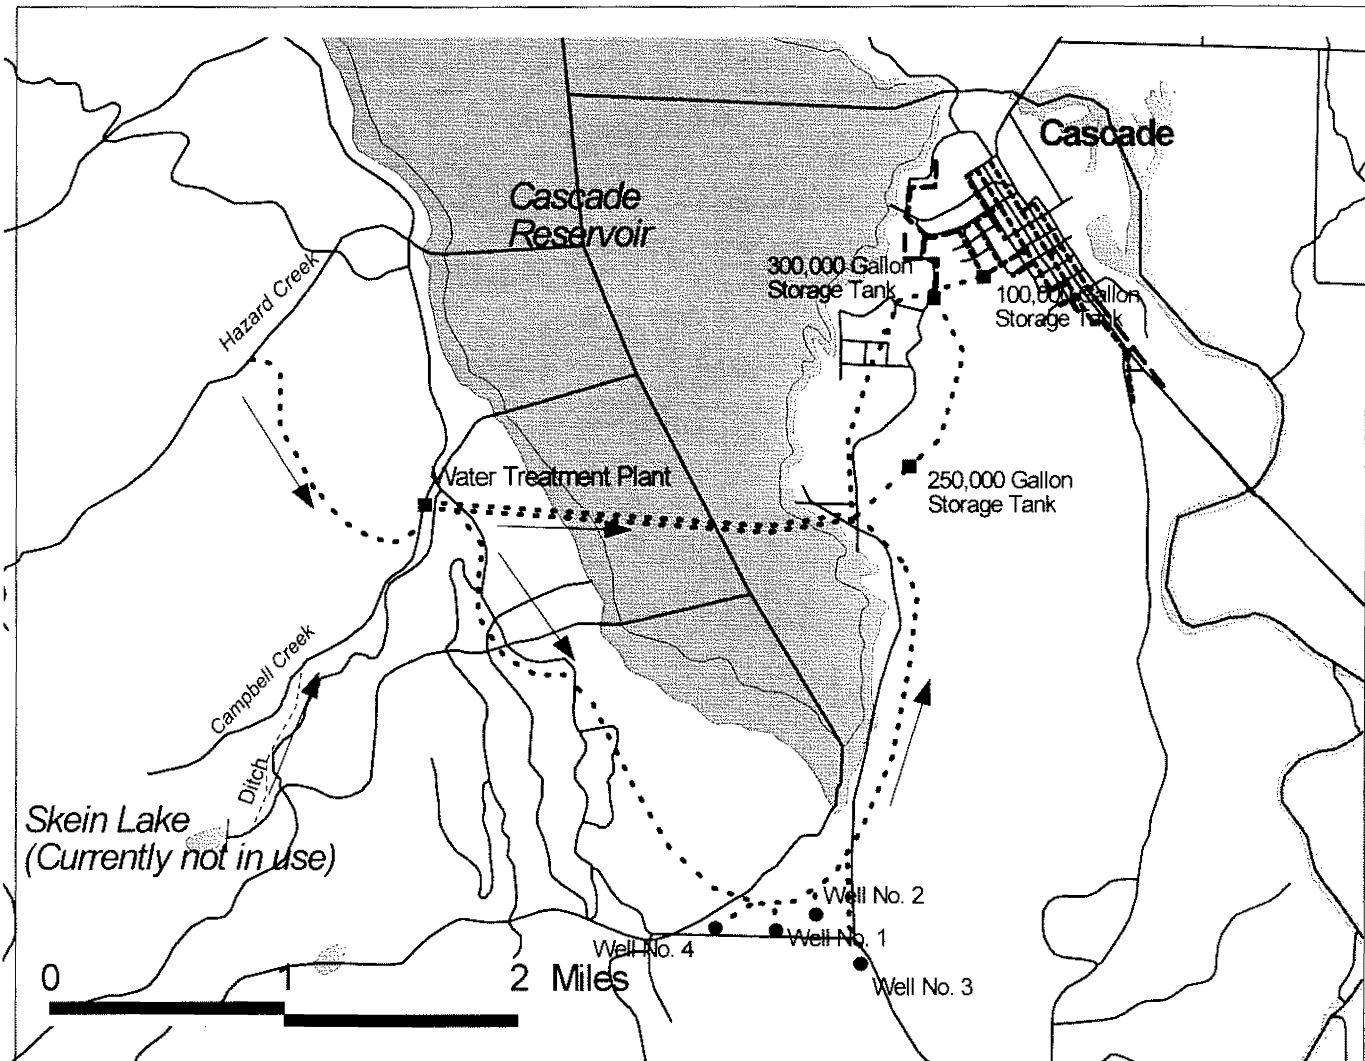 Cascade
Cascade
Reservoir
300,000 Gallon
Storage Tank
100,000 Gallon
Storage Tank
Hazard Creek
Water Treatment Plant
250,000 Gallon
Storage Tank
Campbell Creek
Ditch
Skein Lake
(Currently not in use)
Well No. 2
Well No. 1
Well No. 4
Well No. 3
0 1 2 Miles